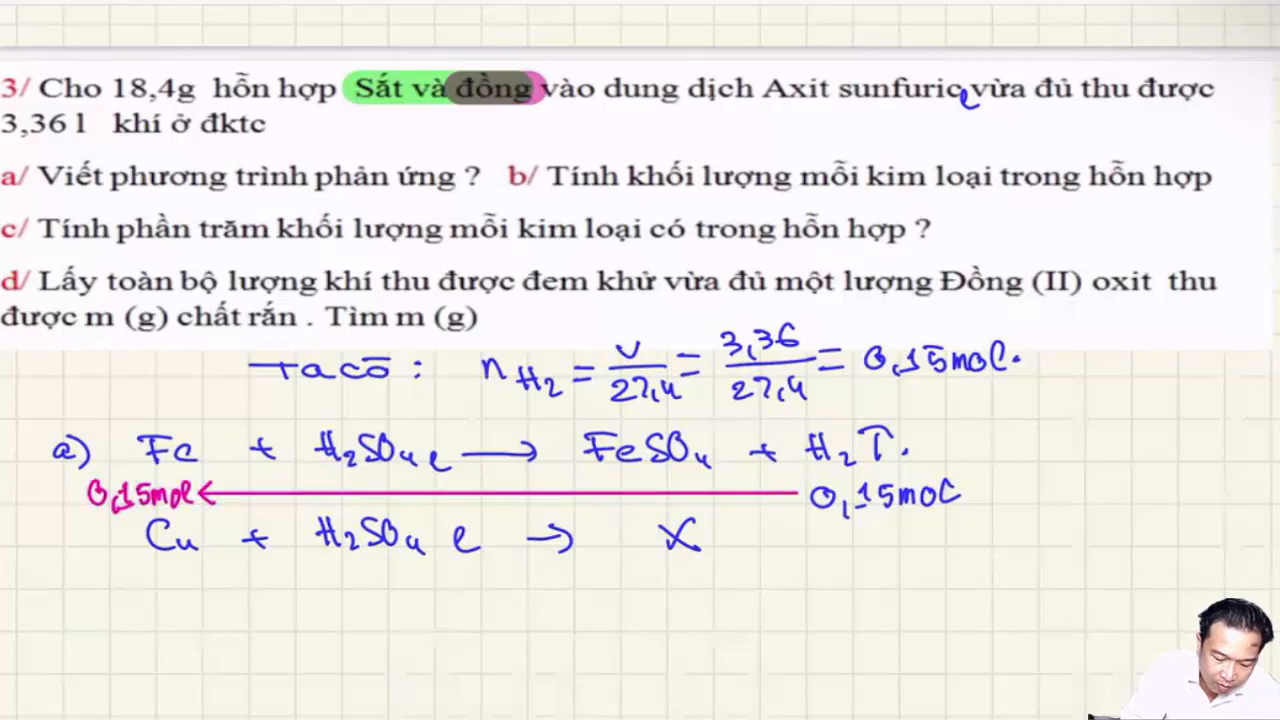 3/ Cho 18,4g hỗn hợp Sắt và đồng vào dung dịch Axit sunfuric l vừa đủ thu được
3,36 l khí ở đktc
a/ Viết phương trình phản ứng ? b/ Tính khối lượng mỗi kim loại trong hỗn hợp
c/ Tính phần trăm khối lượng mỗi kim loại có trong hỗn hợp ?
d/ Lấy toàn bộ lượng khí thu được đem khử vừa đủ một lượng Đồng (II) oxit thu
được m (g) chất rắn . Tìm m (g)
Ta có : n H2 = V/22,4 = 3,36/22,4 = 0,15mol.
a) Fe + H2SO4 l → FeSO4 + H2↑.
0,15mol ← 0,15mol
Cu + H2SO4 l → X